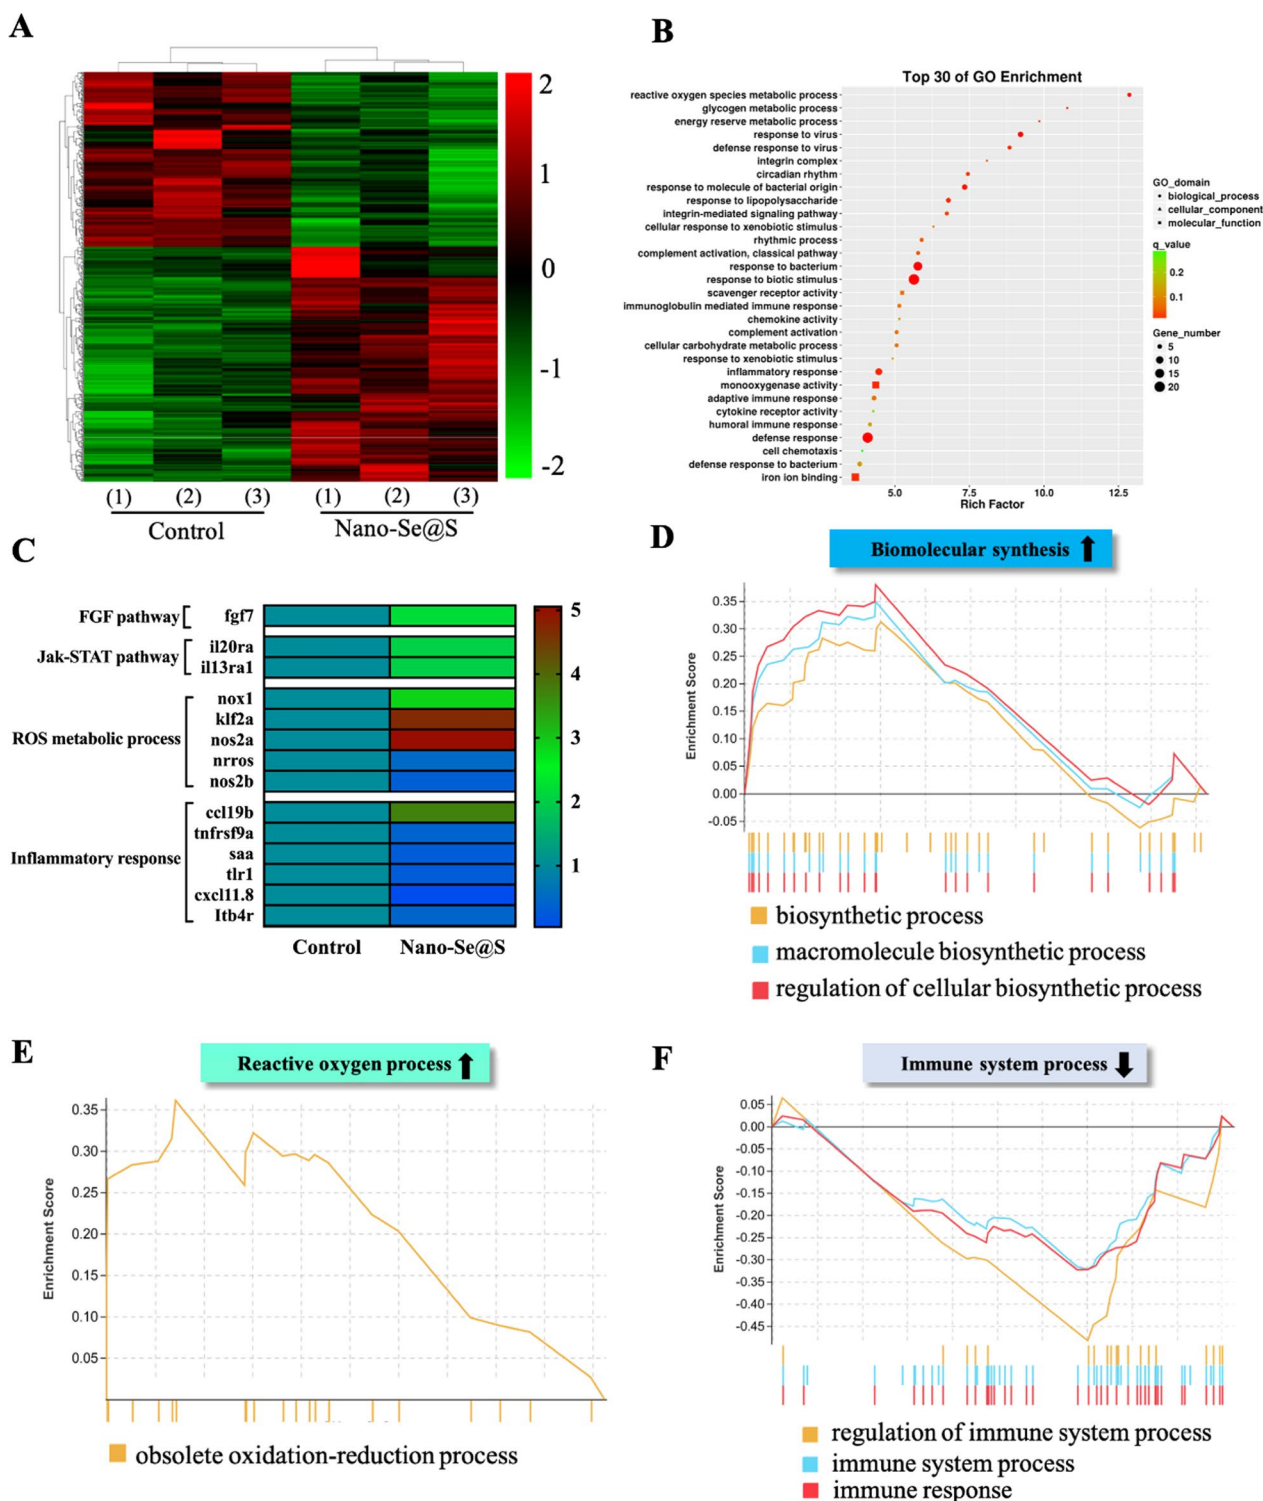 A
2
1
0
-1
-2
(1) (2) (3) (1) (2) (3)
Control Nano-Se@S
B
Top 30 of GO Enrichment
reactive oxygen species metabolic process
glycogen metabolic process
energy reserve metabolic process
response to virus
defense response to virus
integrin complex
circadian rhythm
response to molecule of bacterial origin
response to lipopolysaccharide
integrin-mediated signaling pathway
cellular response to xenobiotic stimulus
rhythmic process
complement activation, classical pathway
response to bacterium
response to biotic stimulus
scavenger receptor activity
immunoglobulin mediated immune response
chemokine activity
complement activation
cellular carbohydrate metabolic process
response to xenobiotic stimulus
inflammatory response
monooxygenase activity
adaptive immune response
cytokine receptor activity
humoral immune response
defense response
cell chemotaxis
defense response to bacterium
iron ion binding
5.0 7.5 10.0 12.5
Rich Factor
GO_domain
biological_process
cellular_component
molecular_function
q_value
0.2
0.1
Gene_number
5
10
15
20
C
FGF pathway
Jak-STAT pathway
ROS metabolic process
Inflammatory response
fgf7
il20ra
il13ra1
nox1
klf2a
nos2a
nrros
nos2b
ccl19b
tnfrsf9a
saa
tlr1
cxcl11.8
Itb4r
Control Nano-Se@S
5
4
3
2
1
D
Biomolecular synthesis
Enrichment Score
0.35
0.30
0.25
0.20
0.15
0.10
0.05
0.00
-0.05
biosynthetic process
macromolecule biosynthetic process
regulation of cellular biosynthetic process
E
Reactive oxygen process
Enrichment Score
0.35
0.30
0.25
0.20
0.15
0.10
0.05
obsolete oxidation-reduction process
F
Immune system process
Enrichment Score
0.05
0.00
-0.05
-0.10
-0.15
-0.20
-0.25
-0.30
-0.35
-0.40
-0.45
regulation of immune system process
immune system process
immune response